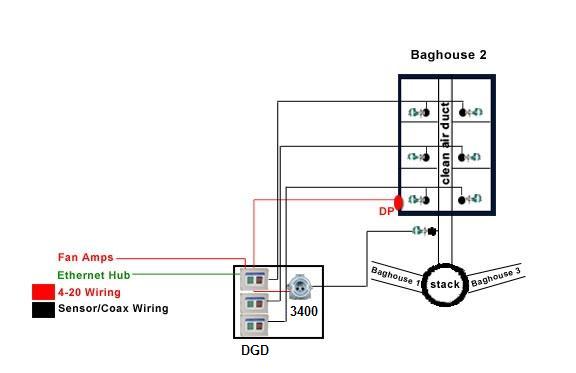 Baghouse 2
clean air duct
DP
Fan Amps
Ethernet Hub
4-20 Wiring
Sensor/Coax Wiring
3400
DGD
Baghouse 1
stack
Baghouse 3